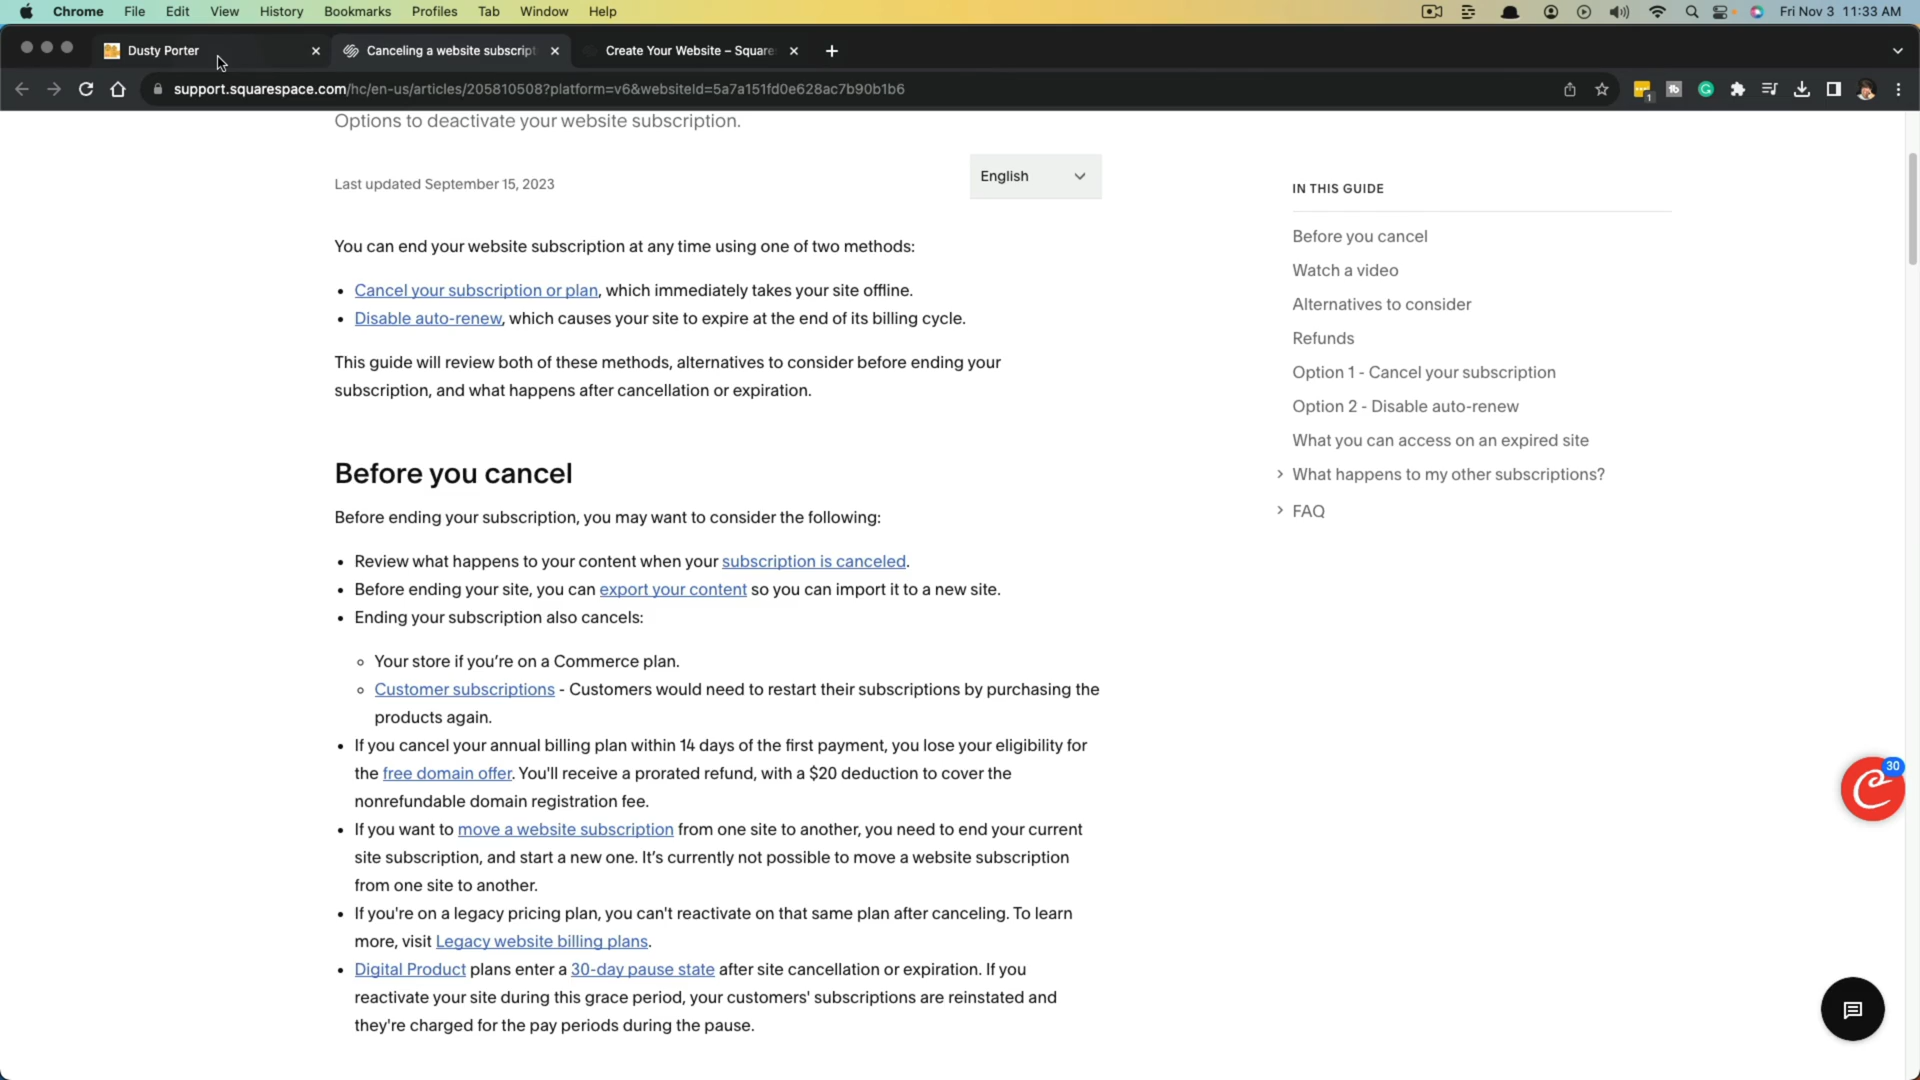 Chrome File Edit View History Bookmarks Profiles Tab Window Help Fri Nov 3 11:33 AM
Dusty Porter Canceling a website subscript Create Your Website – Square
support.squarespace.com/hc/en-us/articles/205810508?platform=v6&websiteId=5a7a151fd0e628ac7b90b1b6
1
Options to deactivate your website subscription.
Last updated September 15, 2023
English
You can end your website subscription at any time using one of two methods:
• Cancel your subscription or plan, which immediately takes your site offline.
• Disable auto-renew, which causes your site to expire at the end of its billing cycle.
This guide will review both of these methods, alternatives to consider before ending your
subscription, and what happens after cancellation or expiration.
Before you cancel
Before ending your subscription, you may want to consider the following:
• Review what happens to your content when your subscription is canceled.
• Before ending your site, you can export your content so you can import it to a new site.
• Ending your subscription also cancels:
Your store if you’re on a Commerce plan.
Customer subscriptions - Customers would need to restart their subscriptions by purchasing the
products again.
• If you cancel your annual billing plan within 14 days of the first payment, you lose your eligibility for
the free domain offer. You'll receive a prorated refund, with a $20 deduction to cover the
nonrefundable domain registration fee.
• If you want to move a website subscription from one site to another, you need to end your current
site subscription, and start a new one. It’s currently not possible to move a website subscription
from one site to another.
• If you're on a legacy pricing plan, you can't reactivate on that same plan after canceling. To learn
more, visit Legacy website billing plans.
• Digital Product plans enter a 30-day pause state after site cancellation or expiration. If you
reactivate your site during this grace period, your customers' subscriptions are reinstated and
they're charged for the pay periods during the pause.
IN THIS GUIDE
Before you cancel
Watch a video
Alternatives to consider
Refunds
Option 1 - Cancel your subscription
Option 2 - Disable auto-renew
What you can access on an expired site
What happens to my other subscriptions?
FAQ
30